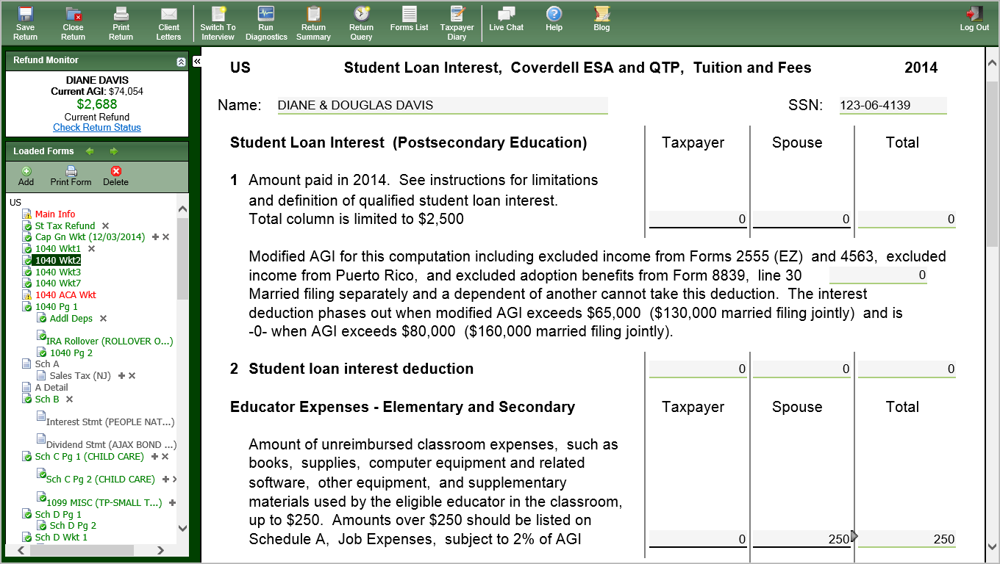 Save Return
Close Return
Print Return
Client Letters
Switch To Interview
Run Diagnostics
Return Summary
Return Query
Forms List
Taxpayer Diary
Live Chat
Help
Blog
Log Out
Refund Monitor
DIANE DAVIS
Current AGI: $74,054
$2,688
Current Refund
Check Return Status
Loaded Forms
Add
Print Form
Delete
US
Main Info
St Tax Refund
Cap Gn Wkt (12/03/2014)
1040 Wkt1
1040 Wkt2
1040 Wkt3
1040 Wkt7
1040 ACA Wkt
1040 Pg 1
Addl Deps
IRA Rollover (ROLLOVER O...)
1040 Pg 2
Sch A
Sales Tax (NJ)
A Detail
Sch B
Interest Stmt (PEOPLE NAT...)
Dividend Stmt (AJAX BOND ...)
Sch C Pg 1 (CHILD CARE)
Sch C Pg 2 (CHILD CARE)
1099 MISC (TP-SMALL T...)
Sch D Pg 1
Sch D Pg 2
Sch D Wkt 1
US Student Loan Interest, Coverdell ESA and QTP, Tuition and Fees 2014
Name: DIANE & DOUGLAS DAVIS SSN: 123-06-4139
Student Loan Interest (Postsecondary Education) Taxpayer Spouse Total
1 Amount paid in 2014. See instructions for limitations
and definition of qualified student loan interest.
Total column is limited to $2,500 0 0 0
Modified AGI for this computation including excluded income from Forms 2555 (EZ) and 4563, excluded
income from Puerto Rico, and excluded adoption benefits from Form 8839, line 30 0
Married filing separately and a dependent of another cannot take this deduction. The interest
deduction phases out when modified AGI exceeds $65,000 ($130,000 married filing jointly) and is
-0- when AGI exceeds $80,000 ($160,000 married filing jointly).
2 Student loan interest deduction 0 0 0
Educator Expenses - Elementary and Secondary Taxpayer Spouse Total
Amount of unreimbursed classroom expenses, such as
books, supplies, computer equipment and related
software, other equipment, and supplementary
materials used by the eligible educator in the classroom,
up to $250. Amounts over $250 should be listed on
Schedule A, Job Expenses, subject to 2% of AGI 0 250 250